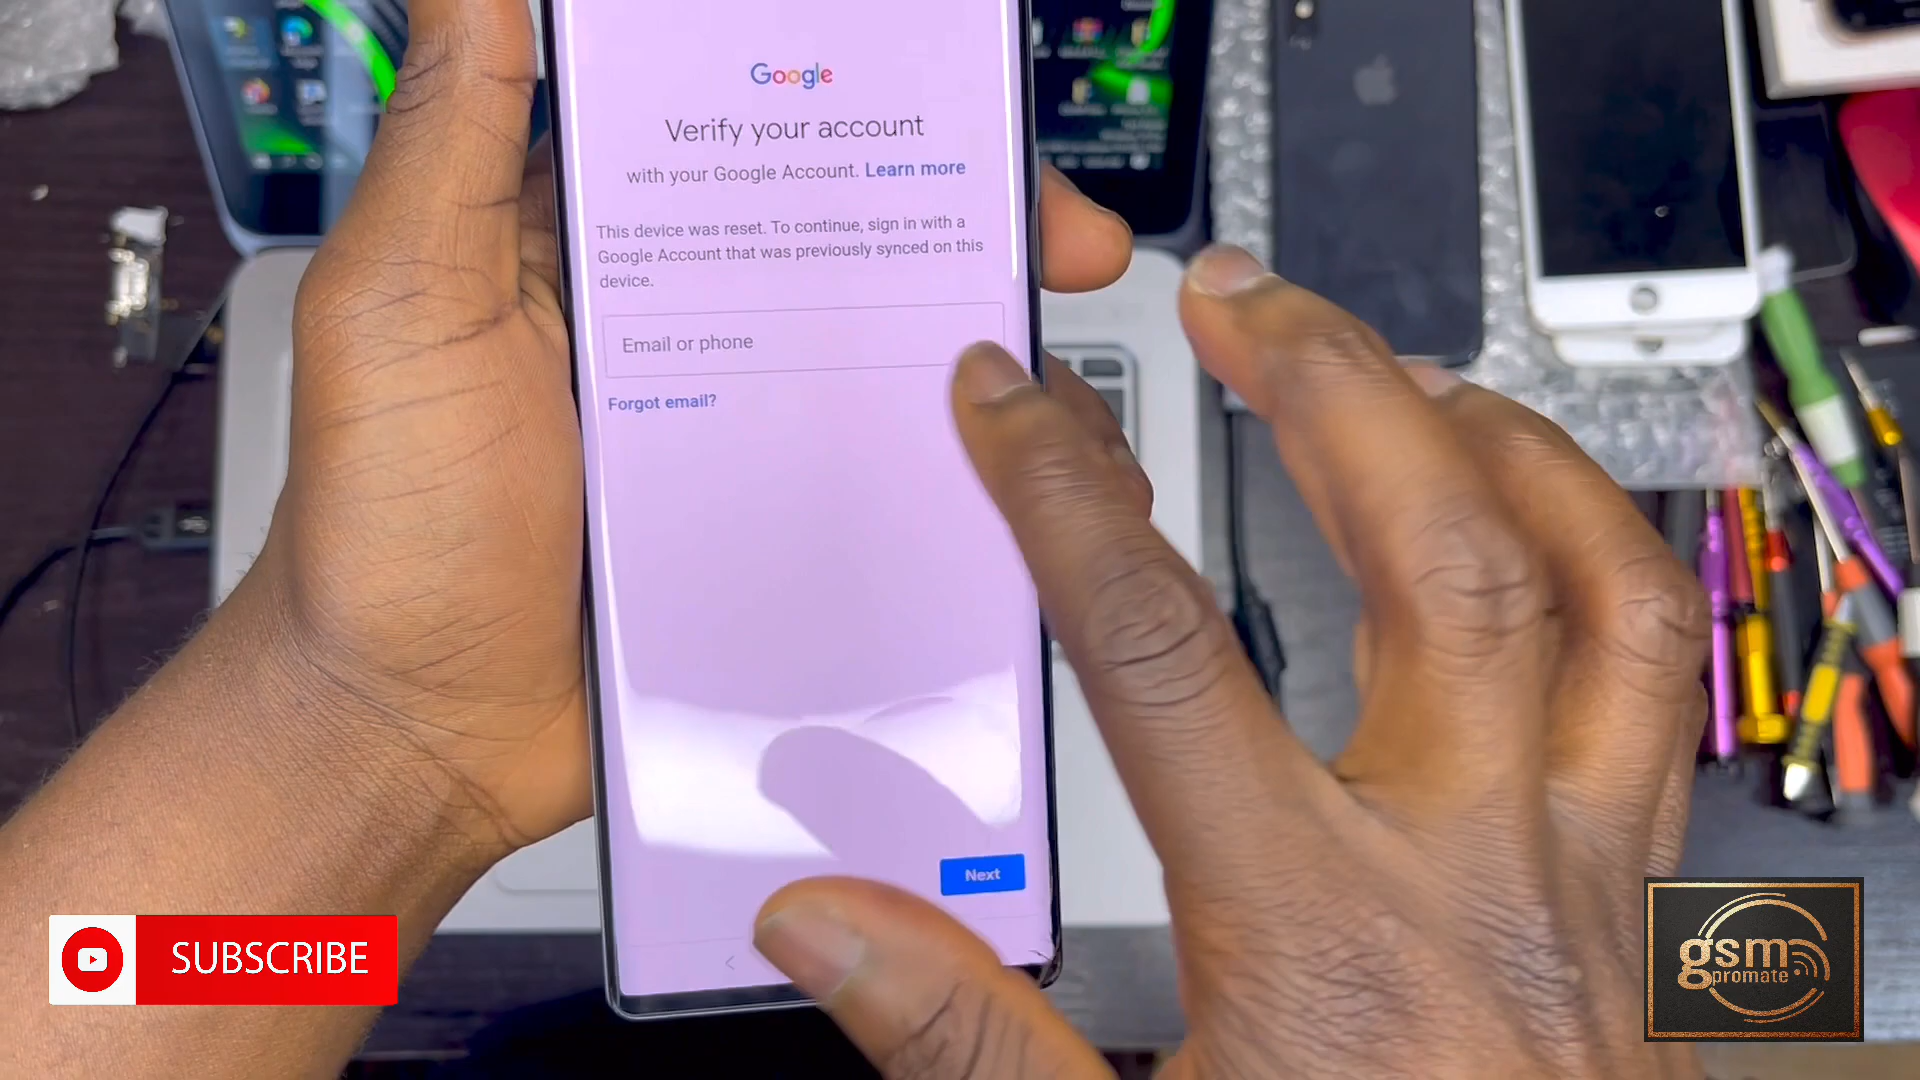 Google
Verify your account
with your Google Account. Learn more
This device was reset. To continue, sign in with a
Google Account that was previously synced on this
device.
Email or phone
Forgot email?
Next
SUBSCRIBE
gsm
promate